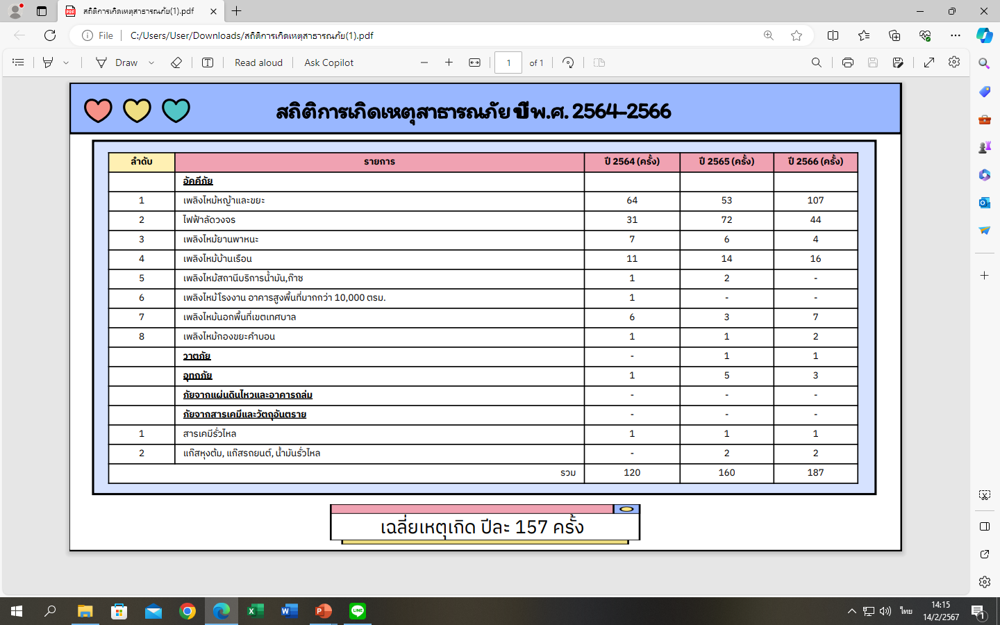 สถิติการเกิดเหตุสาธารณภัย(1).pdf
File C:/Users/User/Downloads/สถิติการเกิดเหตุสาธารณภัย(1).pdf
Draw Read aloud Ask Copilot 1 of 1
สถิติการเกิดเหตุสาธารณภัย ปี พ.ศ. 2564-2566
ลำดับ รายการ ปี 2564 (ครั้ง) ปี 2565 (ครั้ง) ปี 2566 (ครั้ง)
อัคคีภัย
1 เพลิงไหม้หญ้าและขยะ 64 53 107
2 ไฟฟ้าลัดวงจร 31 72 44
3 เพลิงไหม้ยานพาหนะ 7 6 4
4 เพลิงไหม้บ้านเรือน 11 14 16
5 เพลิงไหม้สถานีบริการน้ำมัน,ก๊าซ 1 2 -
6 เพลิงไหม้โรงงาน อาคารสูงพื้นที่มากกว่า 10,000 ตรม. 1 - -
7 เพลิงไหม้นอกพื้นที่เขตเทศบาล 6 3 7
8 เพลิงไหม้กองขยะคำบอน 1 1 2
วาตภัย - 1 1
อุทกภัย 1 5 3
ภัยจากแผ่นดินไหวและอาคารถล่ม - - -
ภัยจากสารเคมีและวัตถุอันตราย - - -
1 สารเคมีรั่วไหล 1 1 1
2 แก๊สหุงต้ม, แก๊สรถยนต์, น้ำมันรั่วไหล - 2 2
รวม 120 160 187
เฉลี่ยเหตุเกิด ปีละ 157 ครั้ง
LINE
ไทย
14:15
14/2/2567
1